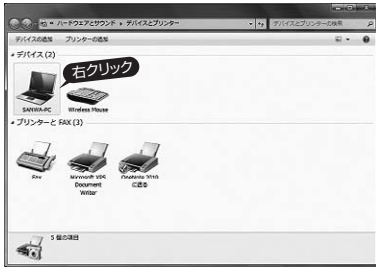 ハードウェアとサウンド ▸ デバイスとプリンター
デバイスとプリンターの検索
デバイスの追加 プリンターの追加
デバイス (2)
右クリック
SANWA-PC
Wireless Mouse
プリンターと FAX (3)
Fax
Microsoft XPS Document Writer
OneNote 2010 に送る
5 個の項目